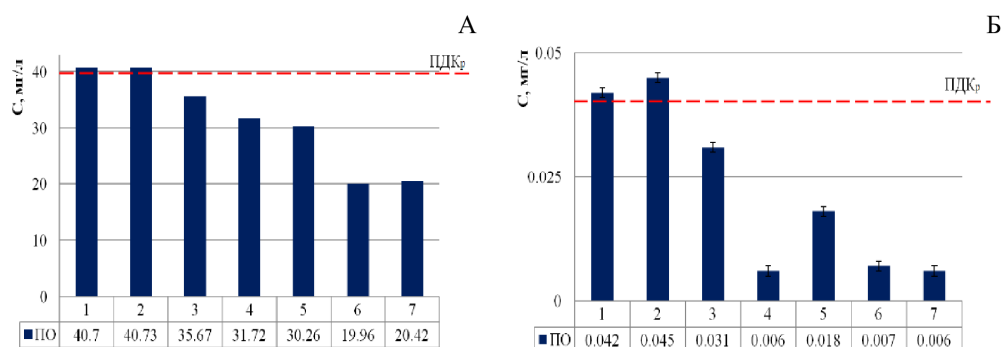 А
C, мг/л
40
30
20
10
0
ПДКр
1 2 3 4 5 6 7
ПО 40.7 40.73 35.67 31.72 30.26 19.96 20.42
Б
C, мг/л
0.05
0.025
0
ПДКр
1 2 3 4 5 6 7
ПО 0.042 0.045 0.031 0.006 0.018 0.007 0.006